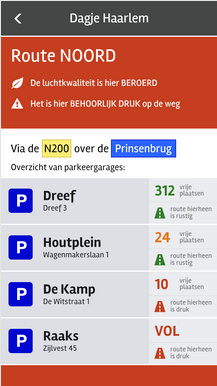 Dagje Haarlem
Route NOORD
De luchtkwaliteit is hier BEROERD
Het is hier BEHOORLIJK DRUK op de weg
Via de N200 over de Prinsenbrug
Overzicht van parkeergarages:
P
Dreef
Dreef 3
312 vrije plaatsen
route hierheen
is rustig
P
Houtplein
Wagenmakerslaan 1
24 vrije plaatsen
route hierheen
is rustig
P
De Kamp
De Witstraat 1
10 vrije plaatsen
route hierheen
is druk
P
Raaks
Zijlvest 45
VOL
route hierheen
is druk